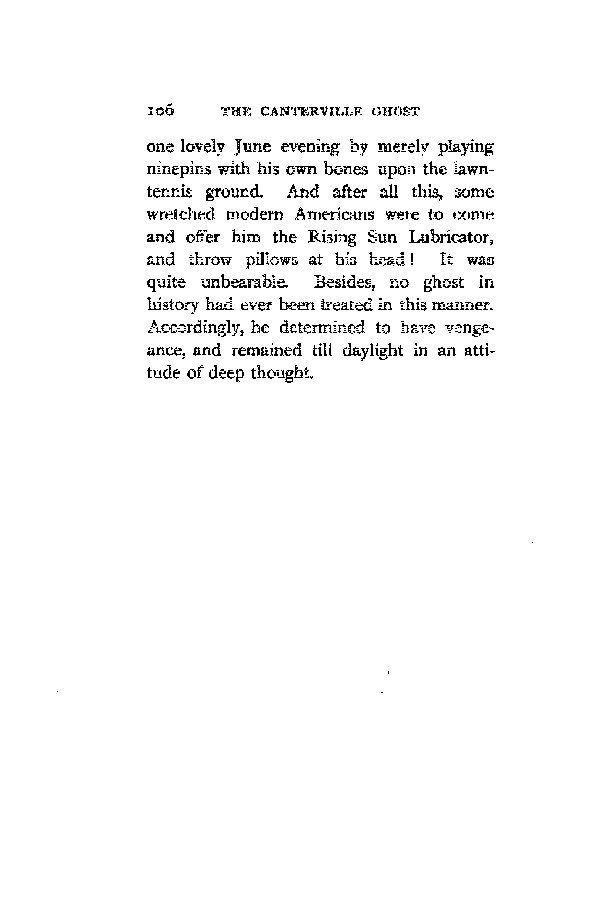 106 THE CANTERVILLE GHOST
one lovely June evening by merely playing
ninepins with his own bones upon the lawn-
tennis ground. And after all this, some
wretched modern Americans were to come
and offer him the Rising Sun Lubricator,
and throw pillows at his head! It was
quite unbearable. Besides, no ghost in
history had ever been treated in this manner.
Accordingly, he determined to have venge-
ance, and remained till daylight in an atti-
tude of deep thought.